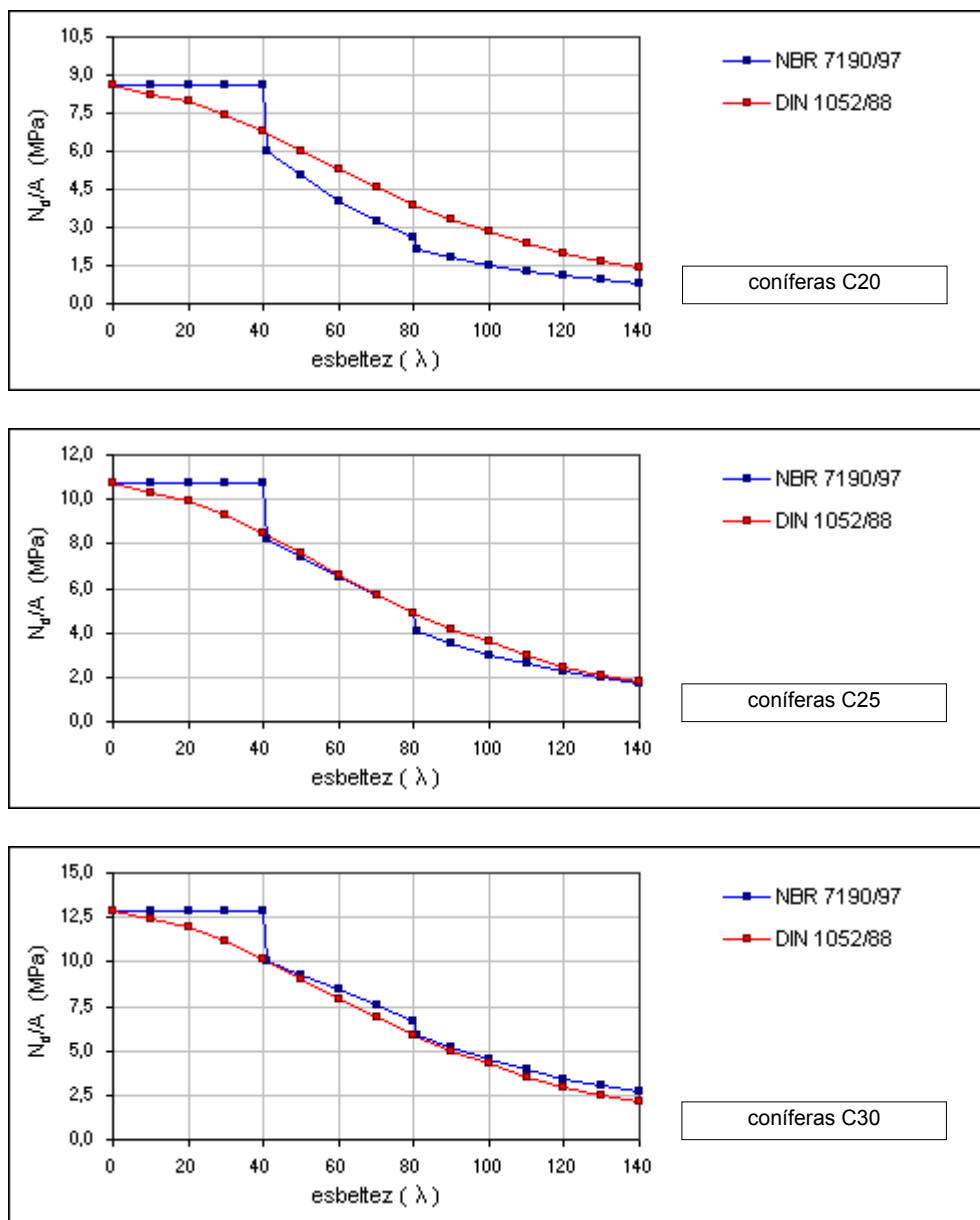 10,5
9,0
7,5
6,0
4,5
3,0
1,5
0,0
N_d/A (MPa)
0 20 40 60 80 100 120 140
esbeltez ( λ )
NBR 7190/97
DIN 1052/88
coníferas C20
12,0
10,0
8,0
6,0
4,0
2,0
0,0
N_d/A (MPa)
0 20 40 60 80 100 120 140
esbeltez ( λ )
NBR 7190/97
DIN 1052/88
coníferas C25
15,0
12,5
10,0
7,5
5,0
2,5
0,0
N_d/A (MPa)
0 20 40 60 80 100 120 140
esbeltez ( λ )
NBR 7190/97
DIN 1052/88
coníferas C30